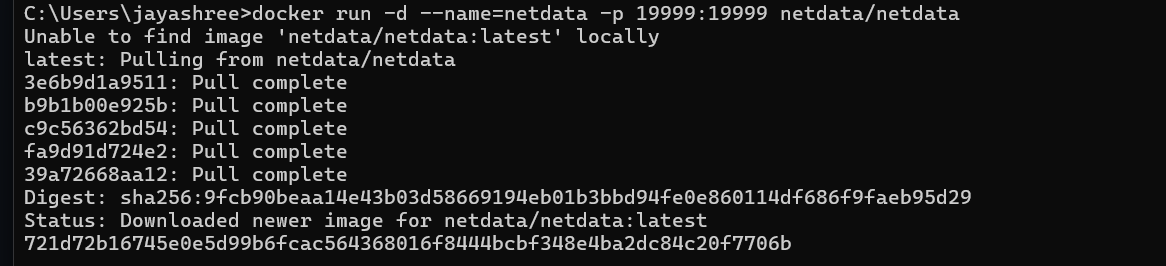 C:\Users\jayashree>docker run -d --name=netdata -p 19999:19999 netdata/netdata
Unable to find image 'netdata/netdata:latest' locally
latest: Pulling from netdata/netdata
3e6b9d1a9511: Pull complete
b9b1b00e925b: Pull complete
c9c56362bd54: Pull complete
fa9d91d724e2: Pull complete
39a72668aa12: Pull complete
Digest: sha256:9fcb90beaa14e43b03d58669194eb01b3bbd94fe0e860114df686f9faeb95d29
Status: Downloaded newer image for netdata/netdata:latest
721d72b16745e0e5d99b6fcac564368016f8444bcbf348e4ba2dc84c20f7706b